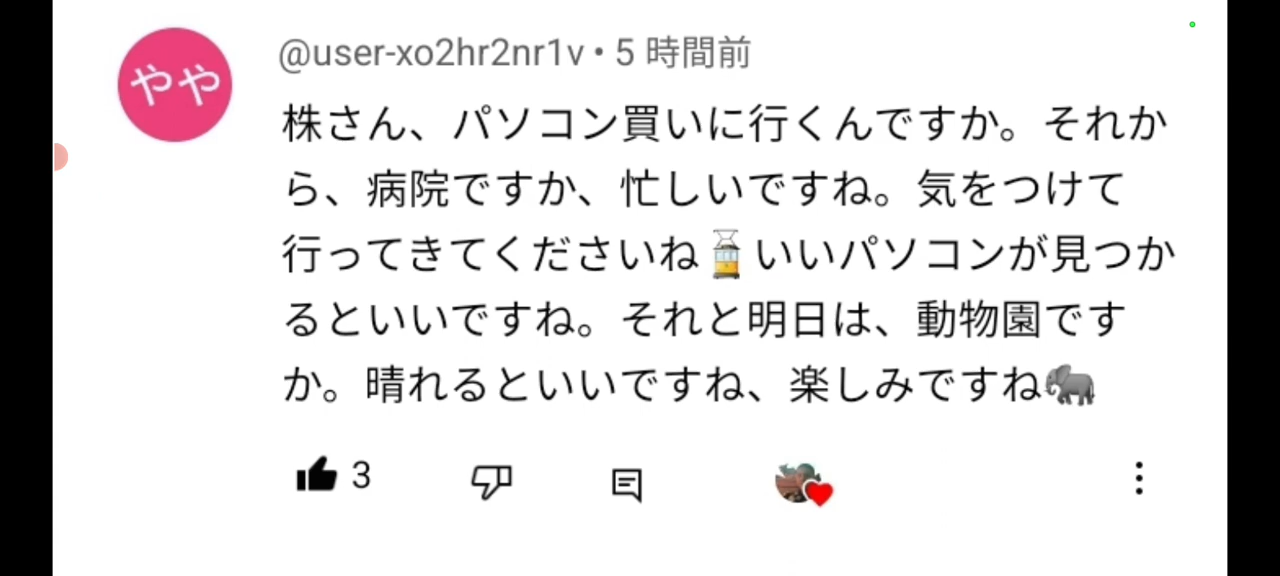 やや
@user-xo2hr2nr1v • 5 時間前
株さん、パソコン買いに行くんですか。それか
ら、病院ですか、忙しいですね。気をつけて
行ってきてくださいね🚡いいパソコンが見つか
るといいですね。それと明日は、動物園です
か。晴れるといいですね、楽しみですね🐘
3